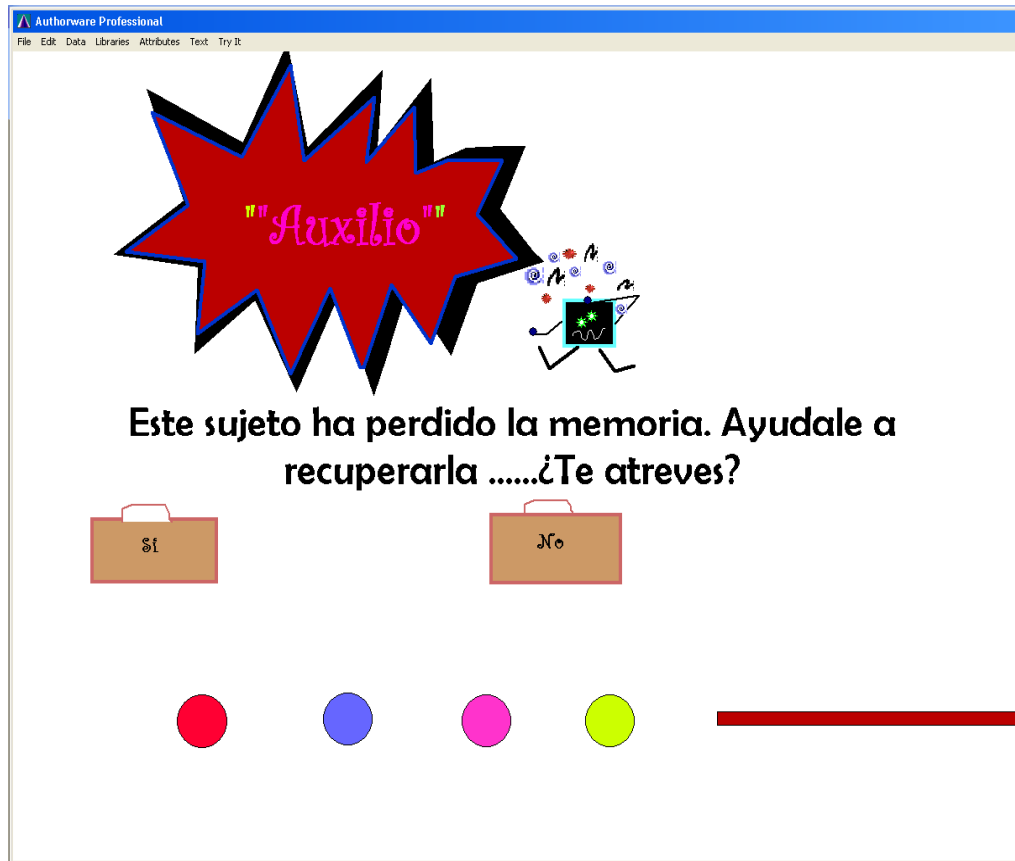 Authorware Professional
File Edit Data Libraries Attributes Text Try It
""Auxilio""
Este sujeto ha perdido la memoria. Ayudale a
recuperarla ......¿Te atreves?
Sí
No